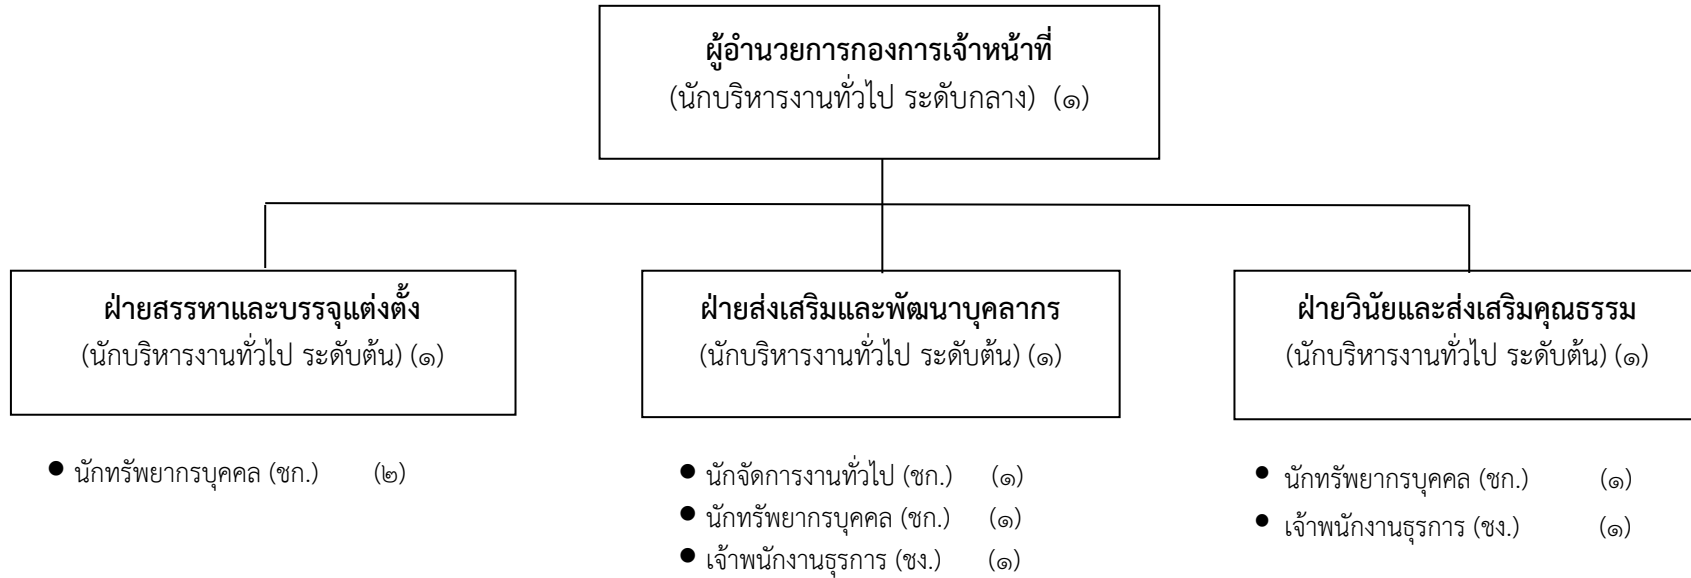 ผู้อำนวยการกองการเจ้าหน้าที่
(นักบริหารงานทั่วไป ระดับกลาง) (๑)
ฝ่ายสรรหาและบรรจุแต่งตั้ง
(นักบริหารงานทั่วไป ระดับต้น) (๑)
● นักทรัพยากรบุคคล (ชก.) (๒)
ฝ่ายส่งเสริมและพัฒนาบุคลากร
(นักบริหารงานทั่วไป ระดับต้น) (๑)
● นักจัดการงานทั่วไป (ชก.) (๑)
● นักทรัพยากรบุคคล (ชก.) (๑)
● เจ้าพนักงานธุรการ (ชง.) (๑)
ฝ่ายวินัยและส่งเสริมคุณธรรม
(นักบริหารงานทั่วไป ระดับต้น) (๑)
● นักทรัพยากรบุคคล (ชก.) (๑)
● เจ้าพนักงานธุรการ (ชง.) (๑)